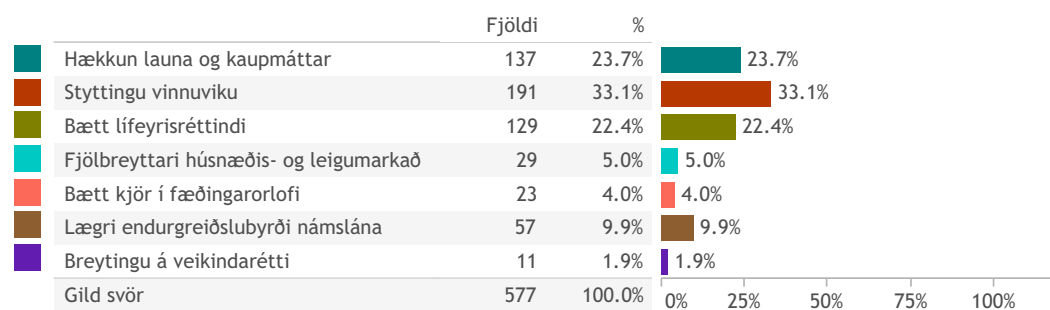 Fjöldi %
Hækkun launa og kaupmáttar 137 23.7% 23.7%
Styttingu vinnuviku 191 33.1% 33.1%
Bætt lífeyrisréttindi 129 22.4% 22.4%
Fjölbreyttari húsnæðis- og leigumarkað 29 5.0% 5.0%
Bætt kjör í fæðingarorlofi 23 4.0% 4.0%
Lægri endurgreiðslubyrði námslána 57 9.9% 9.9%
Breytingu á veikindarétti 11 1.9% 1.9%
Gild svör 577 100.0%
0% 25% 50% 75% 100%